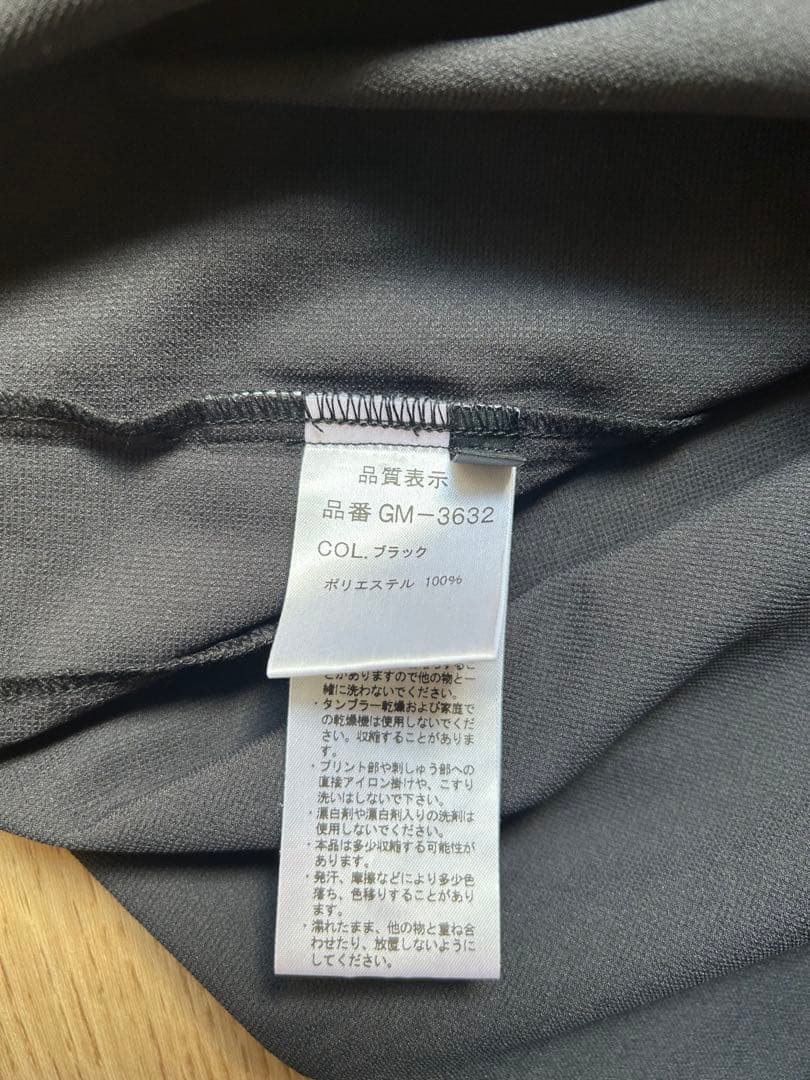 品質表示
品番 GM-3632
COL. ブラック
ポリエステル 100%
とがありますので他の物と一
緒に洗わないでください。
・タンブラー乾燥および家庭で
の乾燥機は使用しないでくだ
さい。収縮することがありま
す。
・プリント部や刺しゅう部への
直接アイロン掛けや、こすり
洗いはしないで下さい。
・漂白剤や漂白剤入りの洗剤は
使用しないでください。
・本品は多少収縮する可能性が
あります。
・発汗、摩擦などにより多少色
落ち、色移りすることがあり
ます。
・濡れたまま、他の物と重ね合
わせたり、放置しないように
してください。